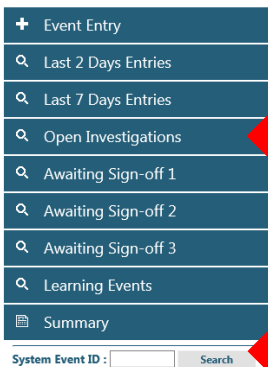 Event Entry
Last 2 Days Entries
Last 7 Days Entries
Open Investigations
Awaiting Sign-off 1
Awaiting Sign-off 2
Awaiting Sign-off 3
Learning Events
Summary
System Event ID : Search